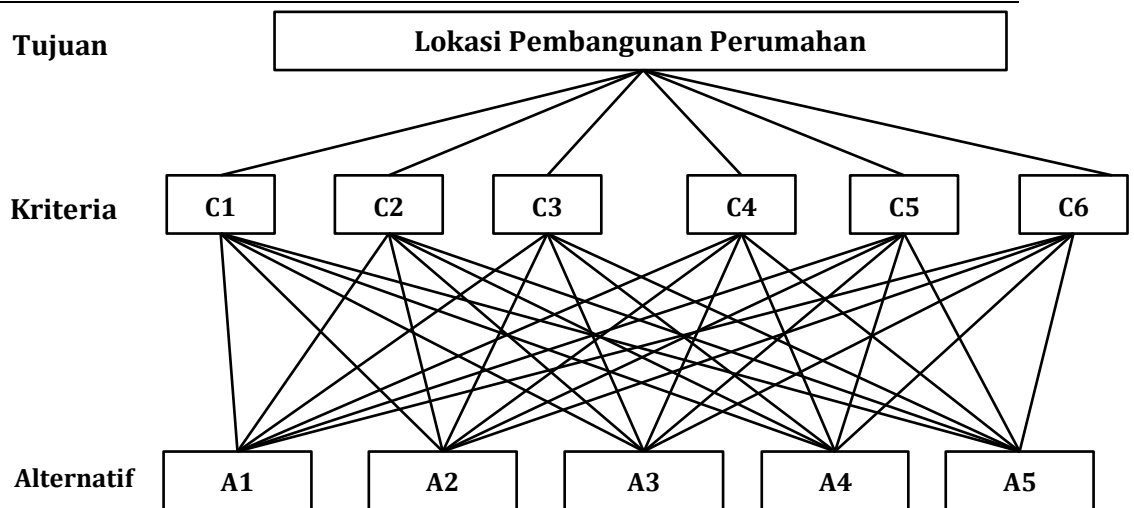 Tujuan
Lokasi Pembangunan Perumahan
Kriteria
C1 C2 C3 C4 C5 C6
Alternatif
A1 A2 A3 A4 A5